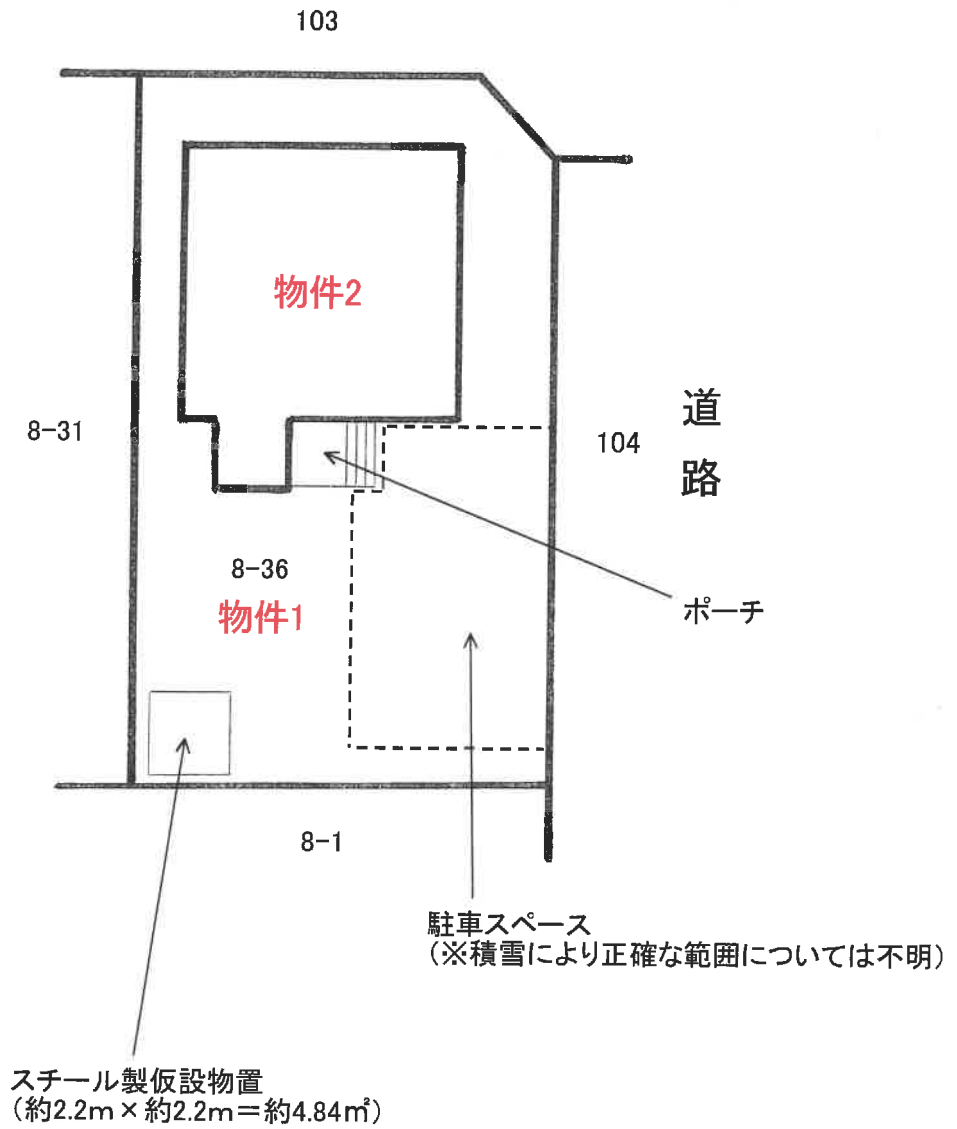 103
物件2
道
路
8-31
104
8-36
物件1
ポーチ
8-1
駐車スペース
(※積雪により正確な範囲については不明)
スチール製仮設物置
(約2.2m×約2.2m=約4.84㎡)